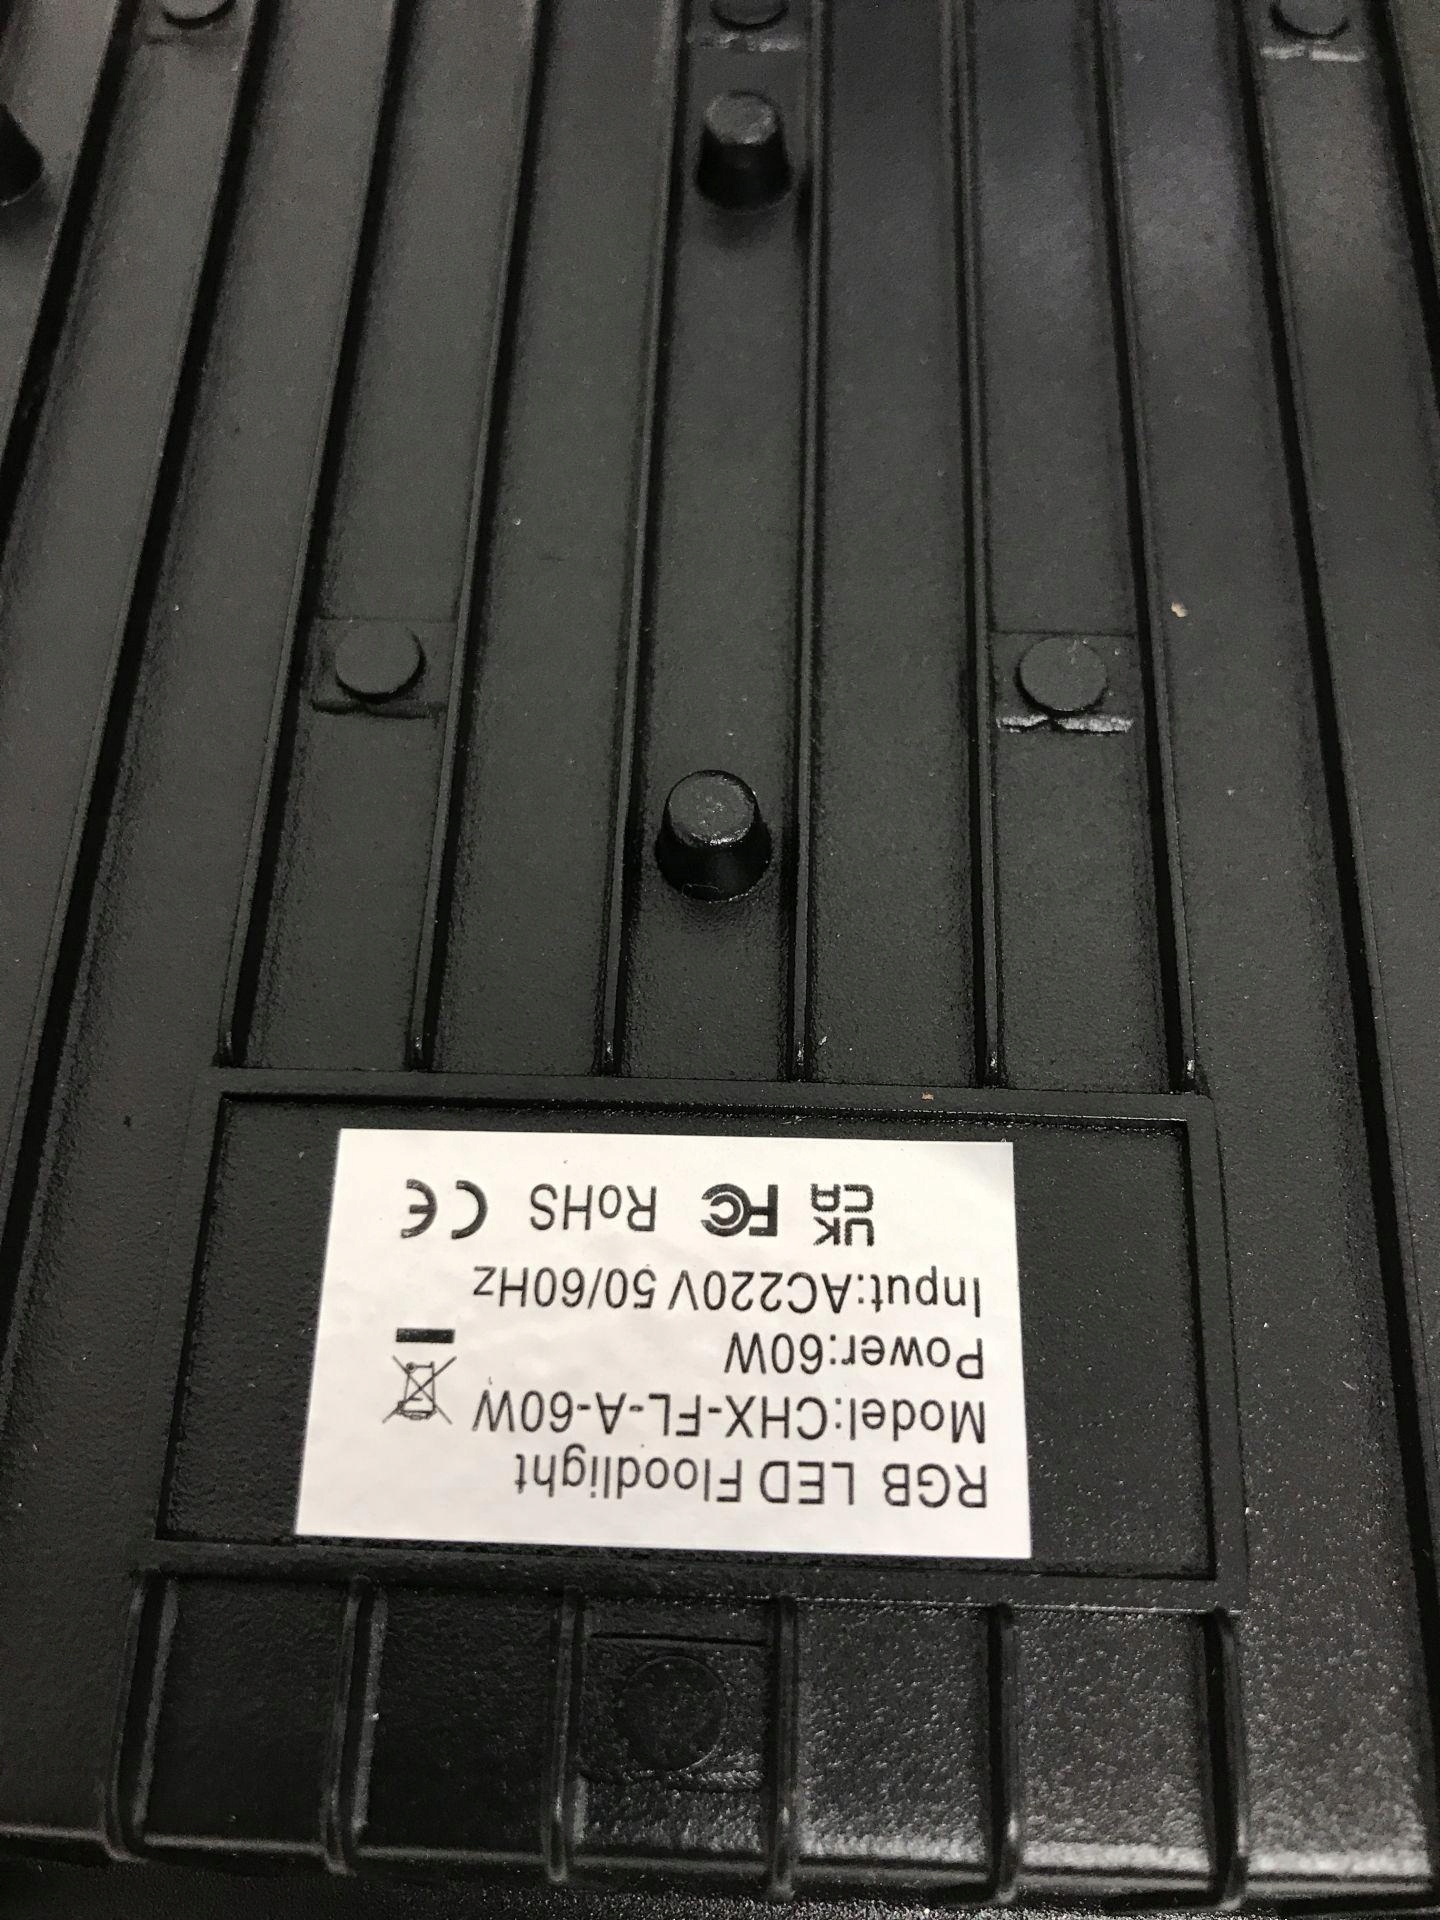 RGB LED Floodlight
Model:CHX-FL-A-60W
Power:60W
Input:AC220V 50/60Hz
UK CA FC RoHS CE